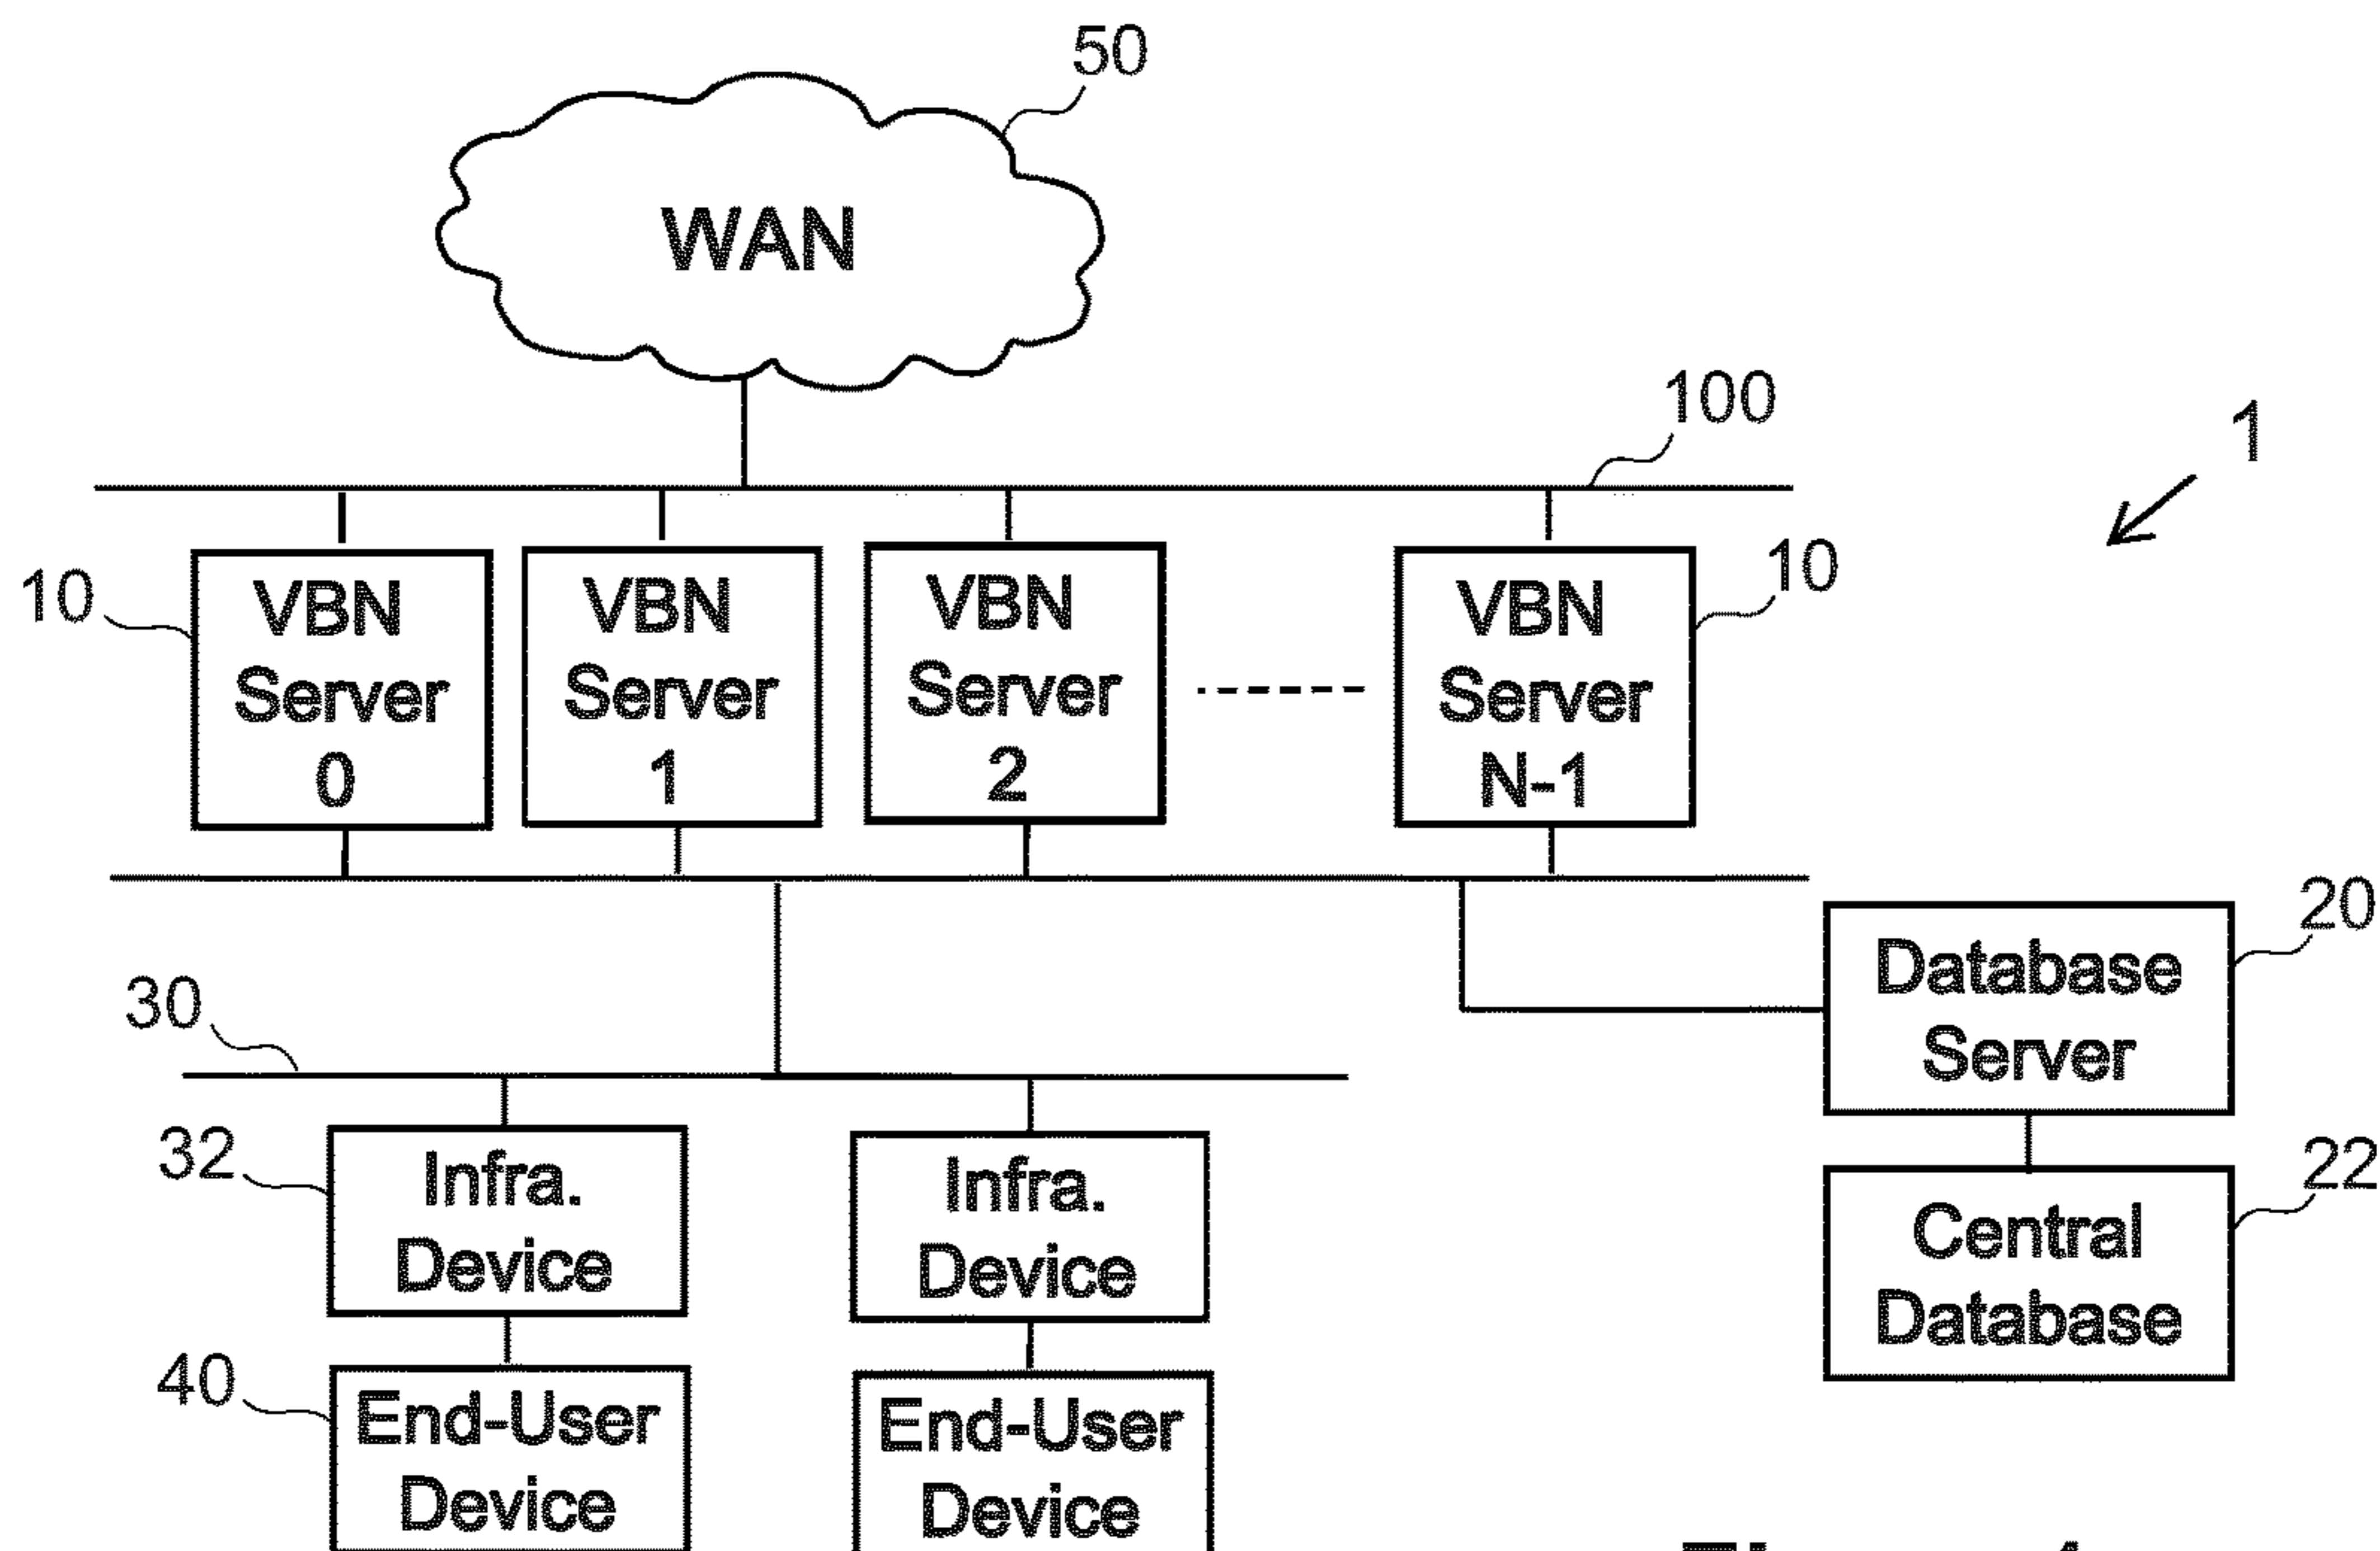 50
WAN
100
1
10
VBN
Server
0
VBN
Server
1
VBN
Server
2
VBN
Server
N-1
10
20
Database
Server
30
32
Infra.
Device
Infra.
Device
22
Central
Database
40
End-User
Device
End-User
Device